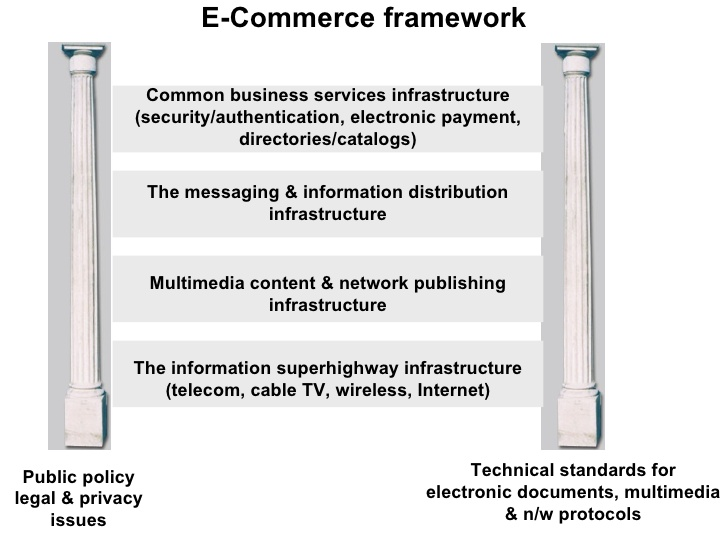 E-Commerce framework
Common business services infrastructure
(security/authentication, electronic payment,
directories/catalogs)
The messaging & information distribution
infrastructure
Multimedia content & network publishing
infrastructure
The information superhighway infrastructure
(telecom, cable TV, wireless, Internet)
Public policy
legal & privacy
issues
Technical standards for
electronic documents, multimedia
& n/w protocols